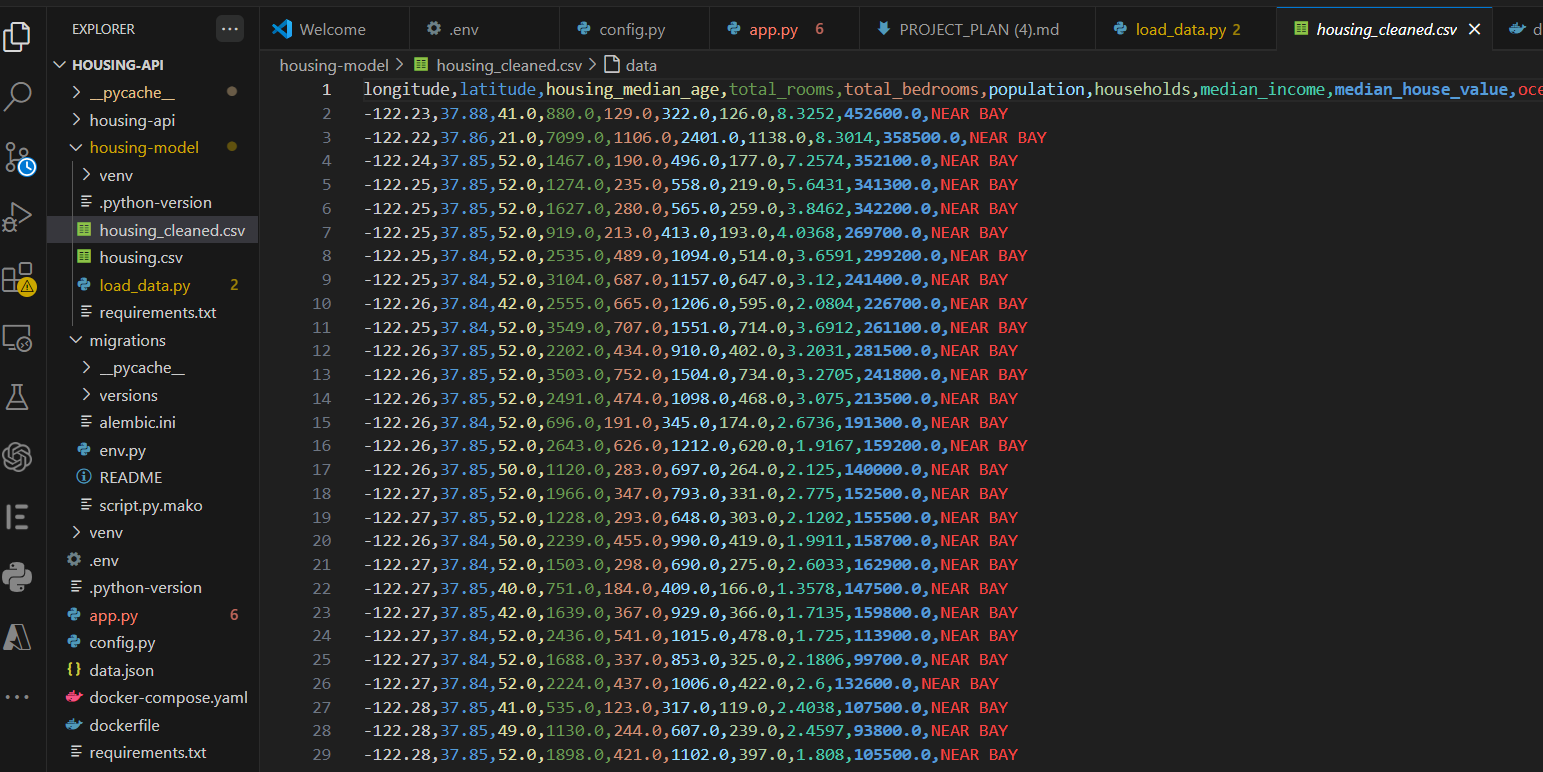 EXPLORER
HOUSING-API
__pycache__
housing-api
housing-model
venv
.python-version
housing_cleaned.csv
housing.csv
load_data.py 2
requirements.txt
migrations
__pycache__
versions
alembic.ini
env.py
README
script.py.mako
venv
.env
.python-version
app.py 6
config.py
data.json
docker-compose.yaml
dockerfile
requirements.txt
Welcome .env config.py app.py 6 PROJECT_PLAN (4).md load_data.py 2 housing_cleaned.csv d
housing-model > housing_cleaned.csv > data
1 longitude,latitude,housing_median_age,total_rooms,total_bedrooms,population,households,median_income,median_house_value,oce
2 -122.23,37.88,41.0,880.0,129.0,322.0,126.0,8.3252,452600.0,NEAR BAY
3 -122.22,37.86,21.0,7099.0,1106.0,2401.0,1138.0,8.3014,358500.0,NEAR BAY
4 -122.24,37.85,52.0,1467.0,190.0,496.0,177.0,7.2574,352100.0,NEAR BAY
5 -122.25,37.85,52.0,1274.0,235.0,558.0,219.0,5.6431,341300.0,NEAR BAY
6 -122.25,37.85,52.0,1627.0,280.0,565.0,259.0,3.8462,342200.0,NEAR BAY
7 -122.25,37.85,52.0,919.0,213.0,413.0,193.0,4.0368,269700.0,NEAR BAY
8 -122.25,37.84,52.0,2535.0,489.0,1094.0,514.0,3.6591,299200.0,NEAR BAY
9 -122.25,37.84,52.0,3104.0,687.0,1157.0,647.0,3.12,241400.0,NEAR BAY
10 -122.26,37.84,42.0,2555.0,665.0,1206.0,595.0,2.0804,226700.0,NEAR BAY
11 -122.25,37.84,52.0,3549.0,707.0,1551.0,714.0,3.6912,261100.0,NEAR BAY
12 -122.26,37.85,52.0,2202.0,434.0,910.0,402.0,3.2031,281500.0,NEAR BAY
13 -122.26,37.85,52.0,3503.0,752.0,1504.0,734.0,3.2705,241800.0,NEAR BAY
14 -122.26,37.85,52.0,2491.0,474.0,1098.0,468.0,3.075,213500.0,NEAR BAY
15 -122.26,37.84,52.0,696.0,191.0,345.0,174.0,2.6736,191300.0,NEAR BAY
16 -122.26,37.85,52.0,2643.0,626.0,1212.0,620.0,1.9167,159200.0,NEAR BAY
17 -122.26,37.85,50.0,1120.0,283.0,697.0,264.0,2.125,140000.0,NEAR BAY
18 -122.27,37.85,52.0,1966.0,347.0,793.0,331.0,2.775,152500.0,NEAR BAY
19 -122.27,37.85,52.0,1228.0,293.0,648.0,303.0,2.1202,155500.0,NEAR BAY
20 -122.26,37.84,50.0,2239.0,455.0,990.0,419.0,1.9911,158700.0,NEAR BAY
21 -122.27,37.84,52.0,1503.0,298.0,690.0,275.0,2.6033,162900.0,NEAR BAY
22 -122.27,37.85,40.0,751.0,184.0,409.0,166.0,1.3578,147500.0,NEAR BAY
23 -122.27,37.85,42.0,1639.0,367.0,929.0,366.0,1.7135,159800.0,NEAR BAY
24 -122.27,37.84,52.0,2436.0,541.0,1015.0,478.0,1.725,113900.0,NEAR BAY
25 -122.27,37.84,52.0,1688.0,337.0,853.0,325.0,2.1806,99700.0,NEAR BAY
26 -122.27,37.84,52.0,2224.0,437.0,1006.0,422.0,2.6,132600.0,NEAR BAY
27 -122.28,37.85,41.0,535.0,123.0,317.0,119.0,2.4038,107500.0,NEAR BAY
28 -122.28,37.85,49.0,1130.0,244.0,607.0,239.0,2.4597,93800.0,NEAR BAY
29 -122.28,37.85,52.0,1898.0,421.0,1102.0,397.0,1.808,105500.0,NEAR BAY